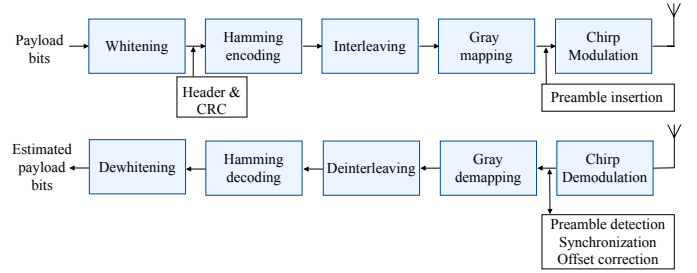 Payload
bits
Whitening
Hamming
encoding
Interleaving
Gray
mapping
Chirp
Modulation
Header &
CRC
Preamble insertion
Estimated
payload
bits
Dewhitening
Hamming
decoding
Deinterleaving
Gray
demapping
Chirp
Demodulation
Preamble detection
Synchronization
Offset correction